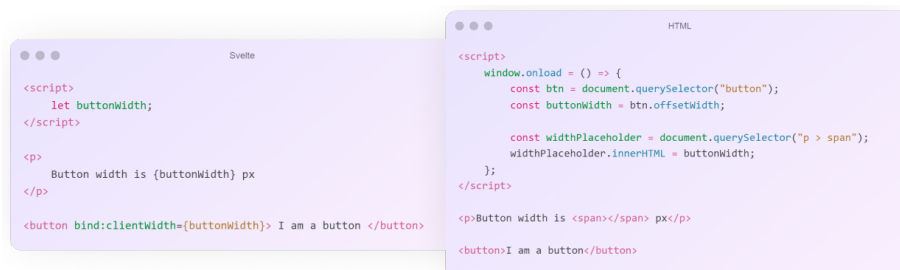 Svelte
<script>
let buttonWidth;
</script>
<p>
Button width is {buttonWidth} px
</p>
<button bind:clientWidth={buttonWidth}> I am a button </button>
HTML
<script>
window.onload = () => {
const btn = document.querySelector("button");
const buttonWidth = btn.offsetWidth;
const widthPlaceholder = document.querySelector("p > span");
widthPlaceholder.innerHTML = buttonWidth;
};
</script>
<p>Button width is <span></span> px</p>
<button>I am a button</button>